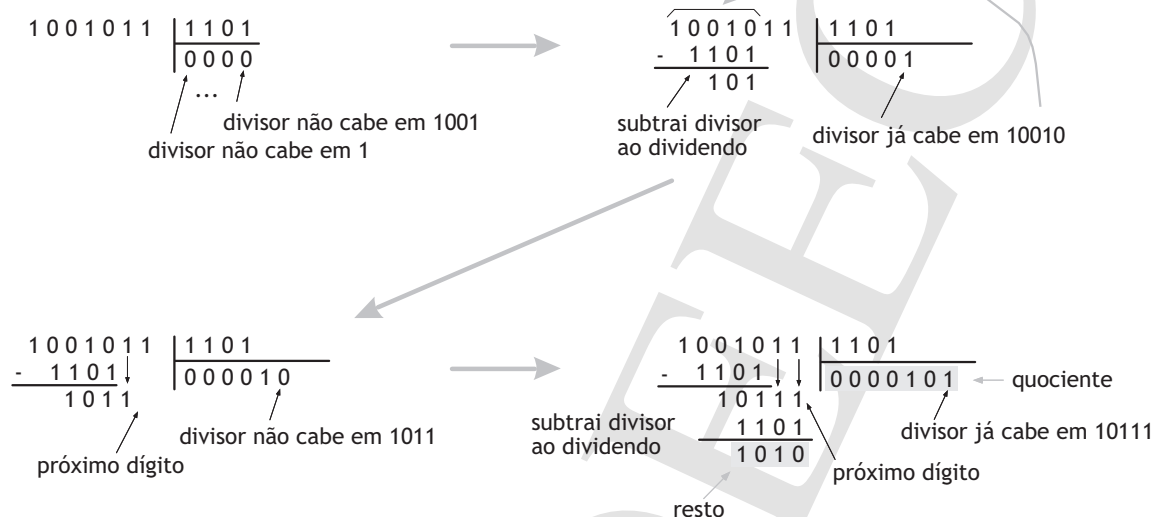 1 0 0 1 0 1 1 1 1 0 1
0 0 0 0
...
divisor não cabe em 1001
divisor não cabe em 1
1 0 0 1 0 1 1 1 1 0 1
- 1 1 0 1 0 0 0 0 1
1 0 1
subtrai divisor
ao dividendo
divisor já cabe em 10010
1 0 0 1 0 1 1 1 1 0 1
- 1 1 0 1 0 0 0 0 1 0
1 0 1 1
divisor não cabe em 1011
próximo dígito
1 0 0 1 0 1 1 1 1 0 1
- 1 1 0 1 0 0 0 0 1 0 1 quociente
1 0 1 1 1
subtrai divisor
ao dividendo
1 1 0 1
1 0 1 0
divisor já cabe em 10111
próximo dígito
resto